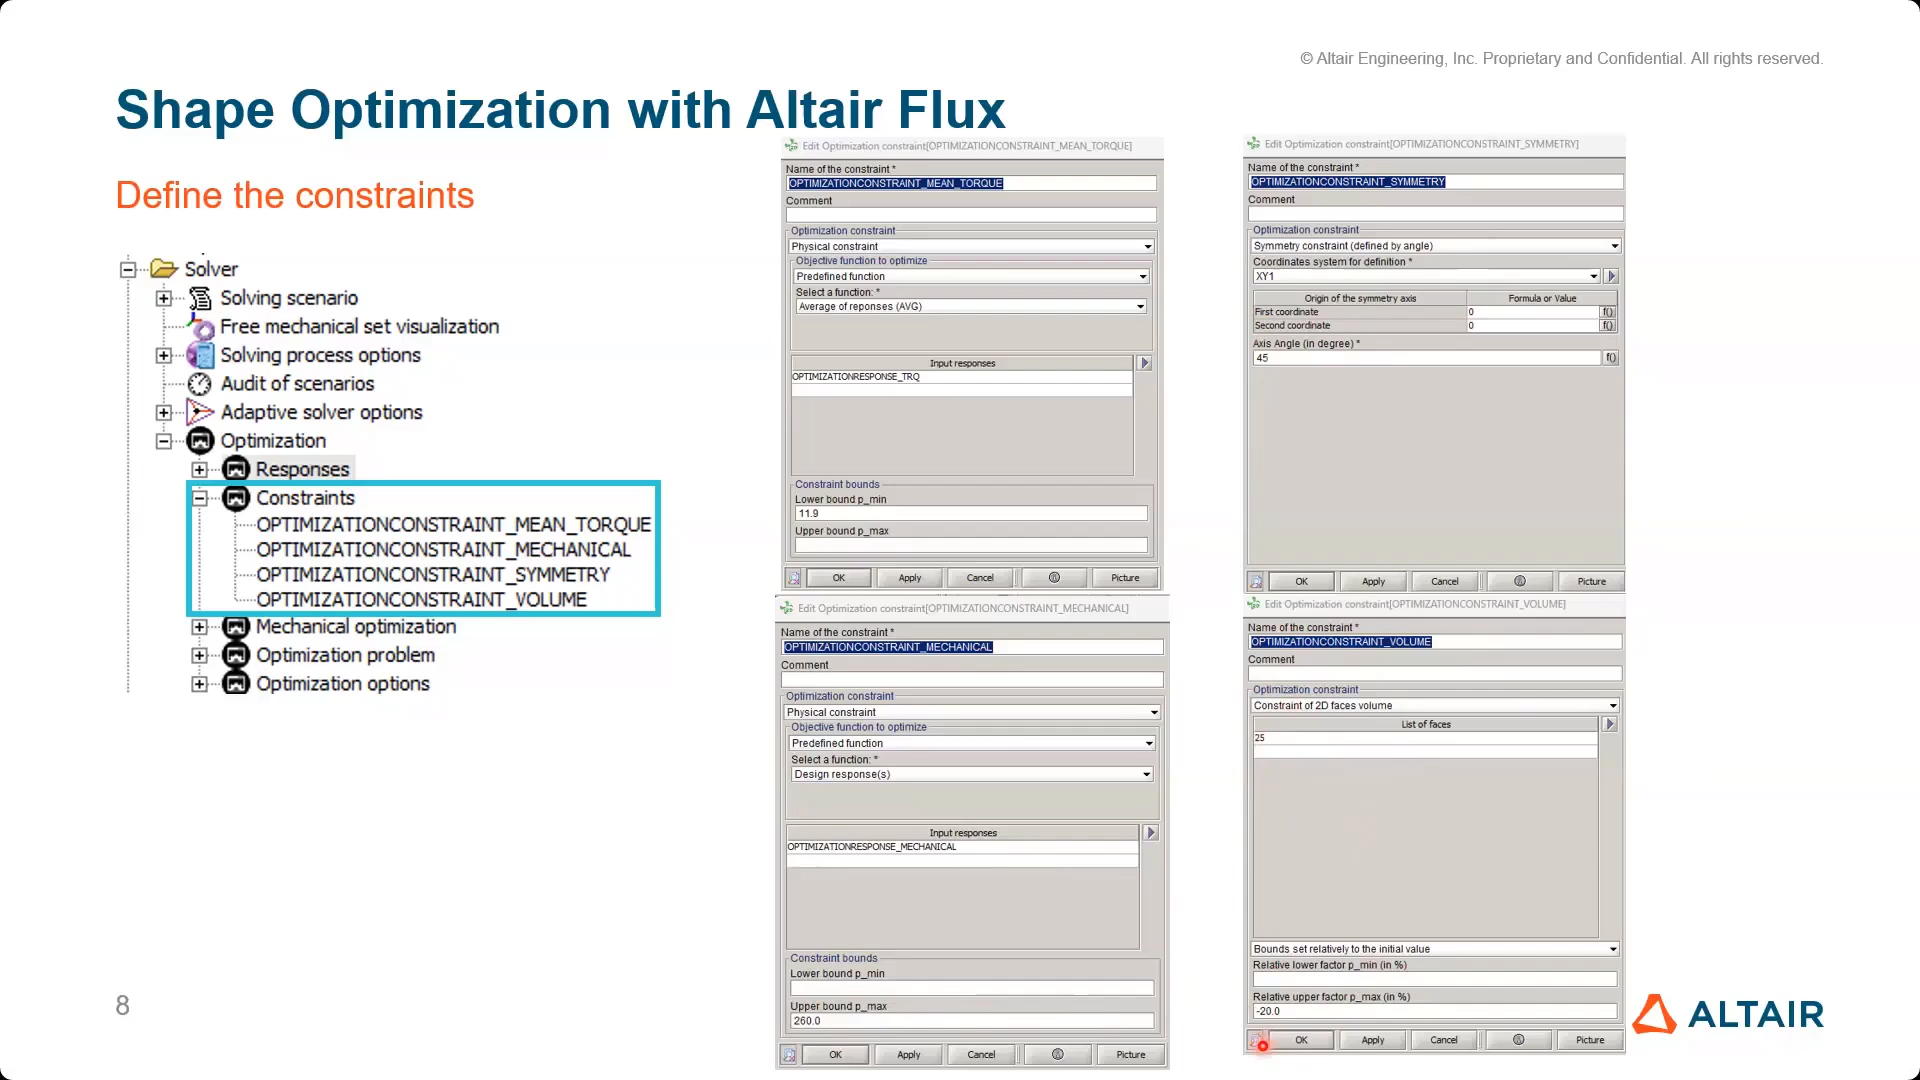 © Altair Engineering, Inc. Proprietary and Confidential. All rights reserved.
Shape Optimization with Altair Flux
Define the constraints
Solver
Solving scenario
Free mechanical set visualization
Solving process options
Audit of scenarios
Adaptive solver options
Optimization
Responses
Constraints
OPTIMIZATIONCONSTRAINT_MEAN_TORQUE
OPTIMIZATIONCONSTRAINT_MECHANICAL
OPTIMIZATIONCONSTRAINT_SYMMETRY
OPTIMIZATIONCONSTRAINT_VOLUME
Mechanical optimization
Optimization problem
Optimization options
Edit Optimization constraint[OPTIMIZATIONCONSTRAINT_MEAN_TORQUE]
Name of the constraint *
OPTIMIZATIONCONSTRAINT_MEAN_TORQUE
Comment
Optimization constraint
Physical constraint
Objective function to optimize
Predefined function
Select a function: *
Average of reponses (AVG)
Input responses
OPTIMIZATIONRESPONSE_TRQ
Constraint bounds
Lower bound p_min
11.9
Upper bound p_max
OK Apply Cancel Picture
Edit Optimization constraint[OPTIMIZATIONCONSTRAINT_SYMMETRY]
Name of the constraint *
OPTIMIZATIONCONSTRAINT_SYMMETRY
Comment
Optimization constraint
Symmetry constraint (defined by angle)
Coordinates system for definition *
XY1
Origin of the symmetry axis Formula or Value
First coordinate 0 f()
Second coordinate 0 f()
Axis Angle (in degree) *
45 f()
OK Apply Cancel Picture
Edit Optimization constraint[OPTIMIZATIONCONSTRAINT_MECHANICAL]
Name of the constraint *
OPTIMIZATIONCONSTRAINT_MECHANICAL
Comment
Optimization constraint
Physical constraint
Objective function to optimize
Predefined function
Select a function: *
Design response(s)
Input responses
OPTIMIZATIONRESPONSE_MECHANICAL
Constraint bounds
Lower bound p_min
Upper bound p_max
260.0
OK Apply Cancel Picture
Edit Optimization constraint[OPTIMIZATIONCONSTRAINT_VOLUME]
Name of the constraint *
OPTIMIZATIONCONSTRAINT_VOLUME
Comment
Optimization constraint
Constraint of 2D faces volume
List of faces
25
Bounds set relatively to the initial value
Relative lower factor p_min (in %)
Relative upper factor p_max (in %)
-20.0
OK Apply Cancel Picture
8
ALTAIR